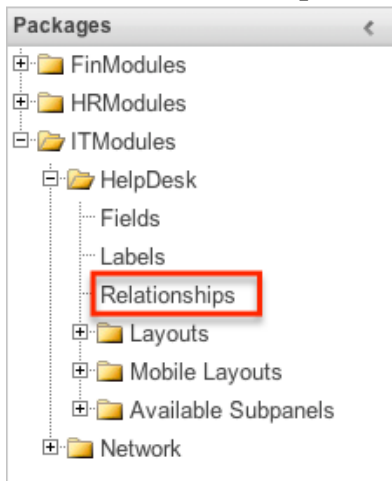 Packages
FinModules
HRModules
ITModules
HelpDesk
Fields
Labels
Relationships
Layouts
Mobile Layouts
Available Subpanels
Network